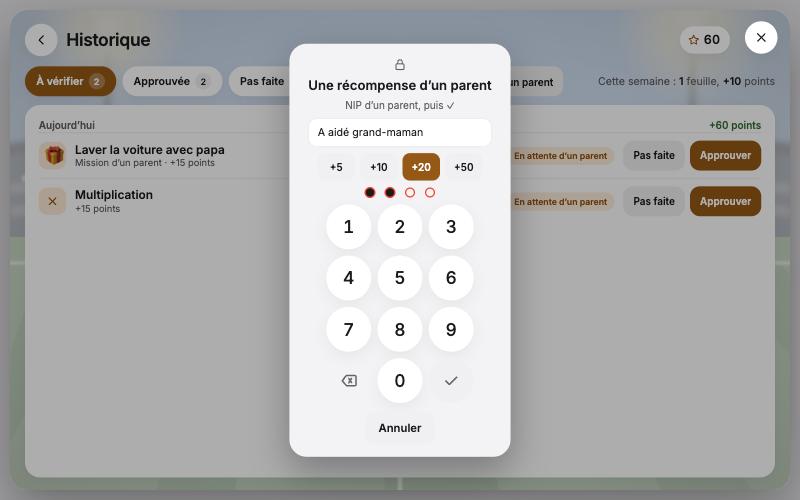 Historique
60
À vérifier 2
Approuvée 2
Pas faite
un parent
Cette semaine : 1 feuille, +10 points
Aujourd'hui
+60 points
Laver la voiture avec papa
Mission d'un parent · +15 points
En attente d'un parent
Pas faite
Approuver
Multiplication
+15 points
En attente d'un parent
Pas faite
Approuver
Une récompense d'un parent
NIP d'un parent, puis ✓
A aidé grand-maman
+5 +10 +20 +50
1 2 3
4 5 6
7 8 9
0
Annuler